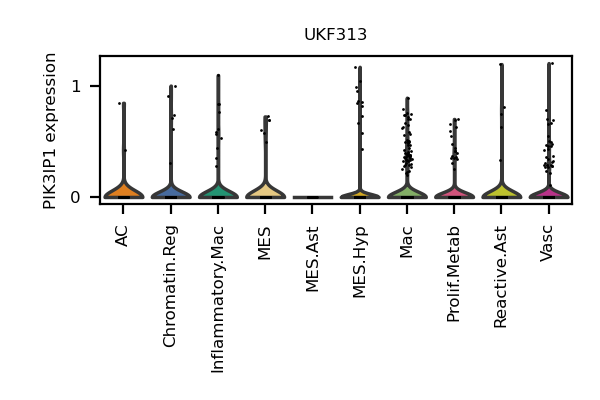 UKF313
PIK3IP1 expression
1
0
AC
Chromatin.Reg
Inflammatory.Mac
MES
MES.Ast
MES.Hyp
Mac
Prolif.Metab
Reactive.Ast
Vasc